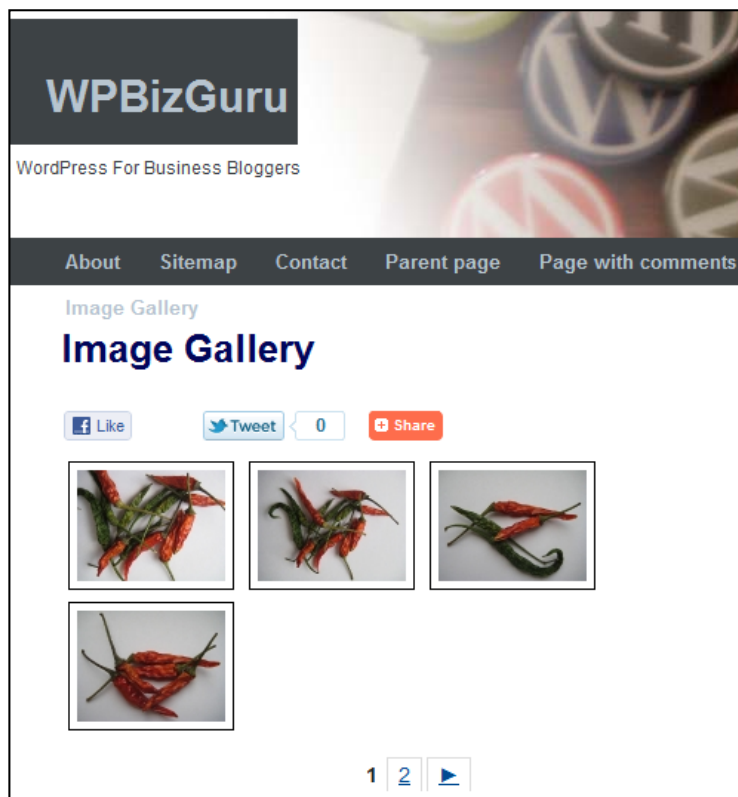 WPBizGuru
WordPress For Business Bloggers
About Sitemap Contact Parent page Page with comments
Image Gallery
Image Gallery
Like Tweet 0 Share
1 2 ►